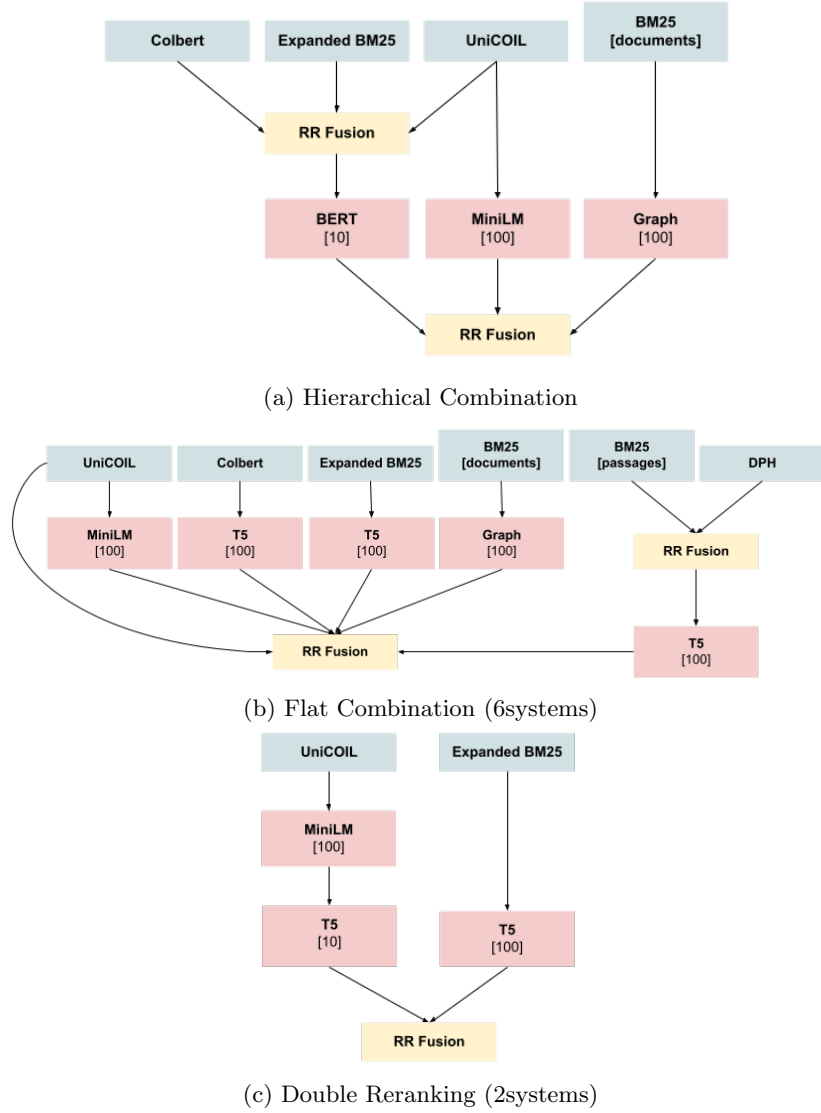 Colbert
Expanded BM25
UniCOIL
BM25
[documents]
RR Fusion
BERT
[10]
MiniLM
[100]
Graph
[100]
RR Fusion
(a) Hierarchical Combination
UniCOIL
Colbert
Expanded BM25
BM25
[documents]
BM25
[passages]
DPH
MiniLM
[100]
T5
[100]
T5
[100]
Graph
[100]
RR Fusion
RR Fusion
T5
[100]
(b) Flat Combination (6systems)
UniCOIL
Expanded BM25
MiniLM
[100]
T5
[10]
T5
[100]
RR Fusion
(c) Double Reranking (2systems)